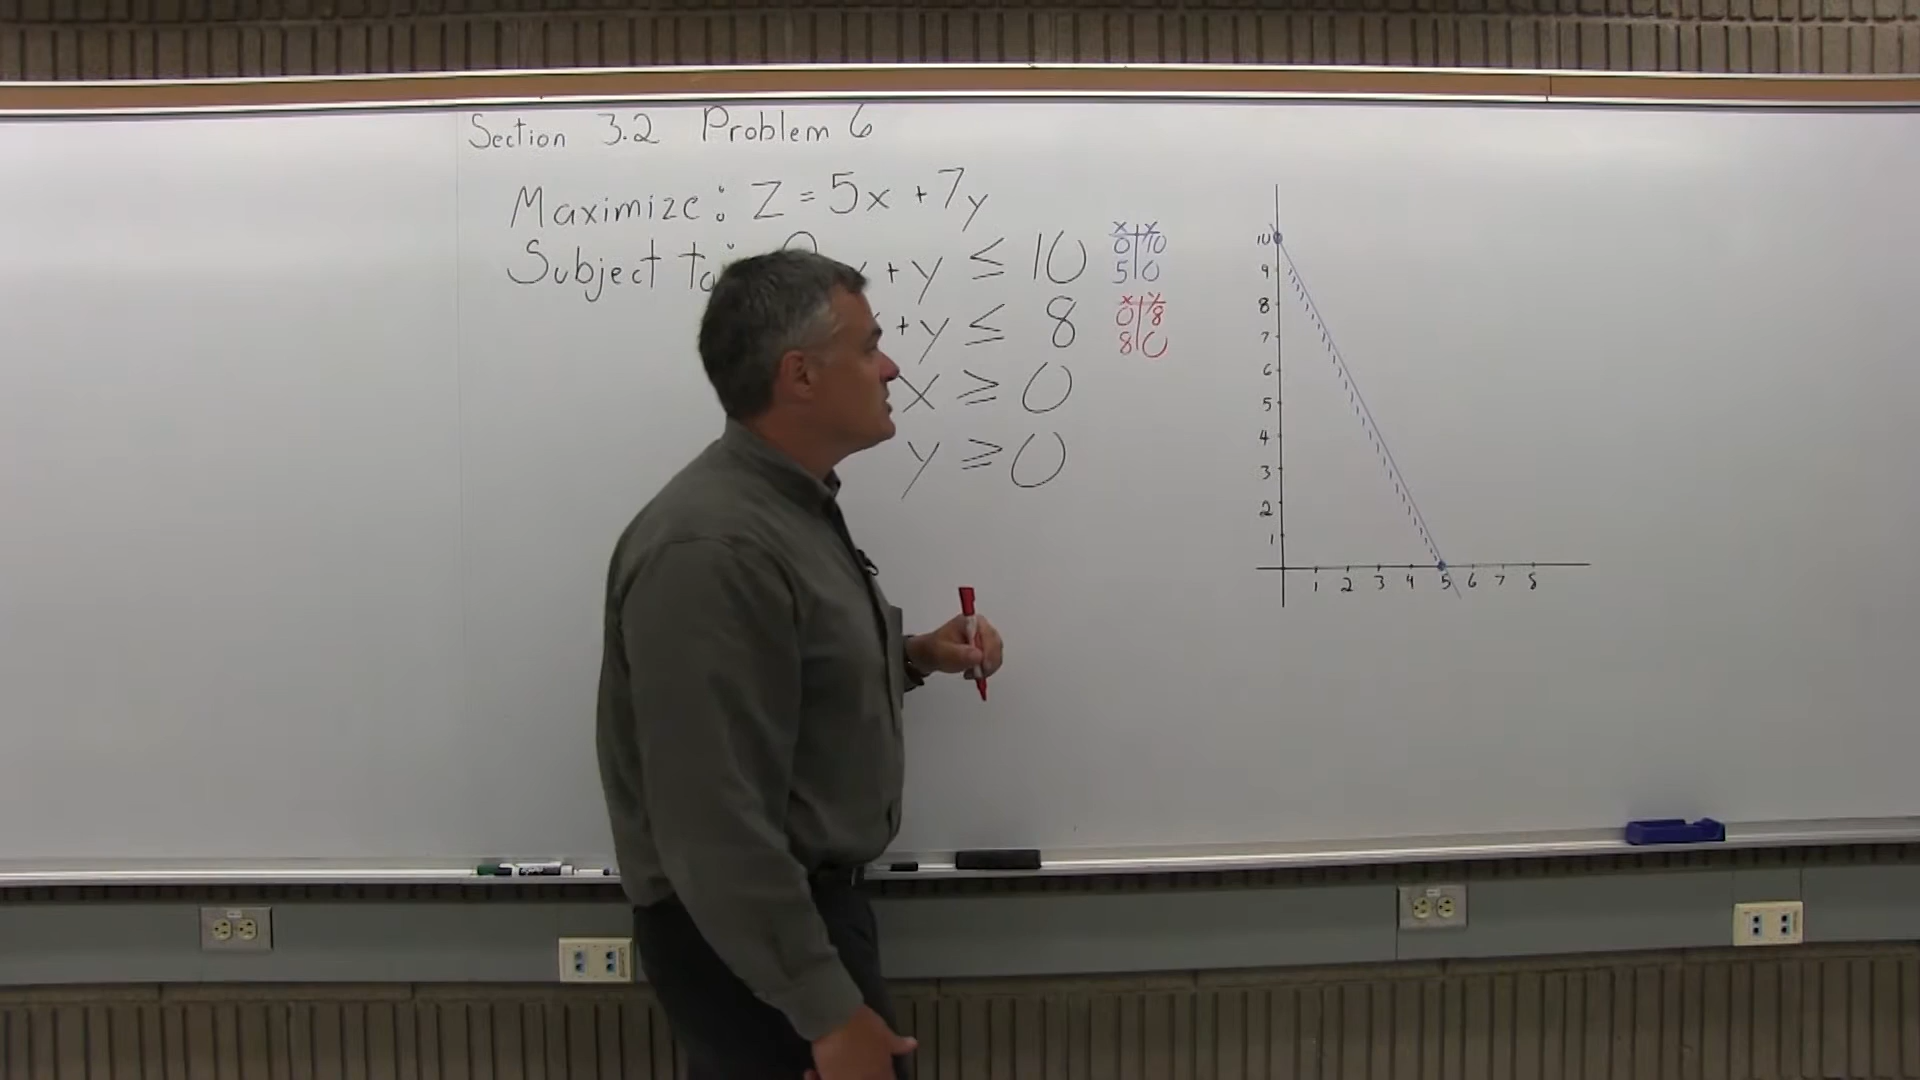 Section 3.2 Problem 6
Maximize: Z = 5x + 7y
Subject to: + y ≤ 10
+ y ≤ 8
x ≥ 0
y ≥ 0
x y
0 10
5 0
x y
0 8
8 0
10
9
8
7
6
5
4
3
2
1
1 2 3 4 5 6 7 8